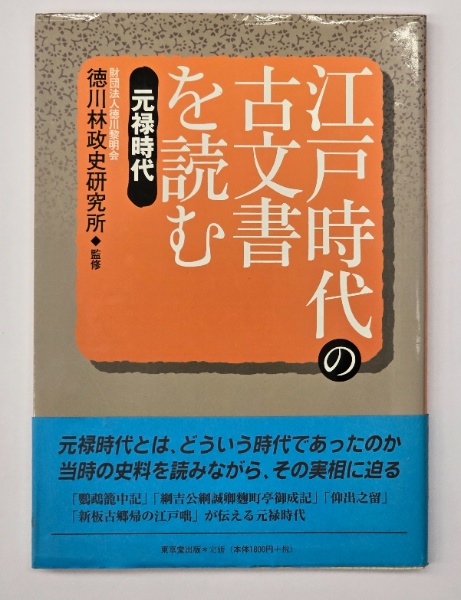 江戸時代の
古文書
を読む
元禄時代
財団法人徳川黎明会
徳川林政史研究所◆監修
元禄時代とは、どういう時代であったのか
当時の史料を読みながら、その実相に迫る
「鸚鵡籠中記」「綱吉公綱誠卿麹町亭御成記」「仰出之留」
「新板古郷帰の江戸咄」が伝える元禄時代
東京堂出版＊定価（本体1800円＋税）